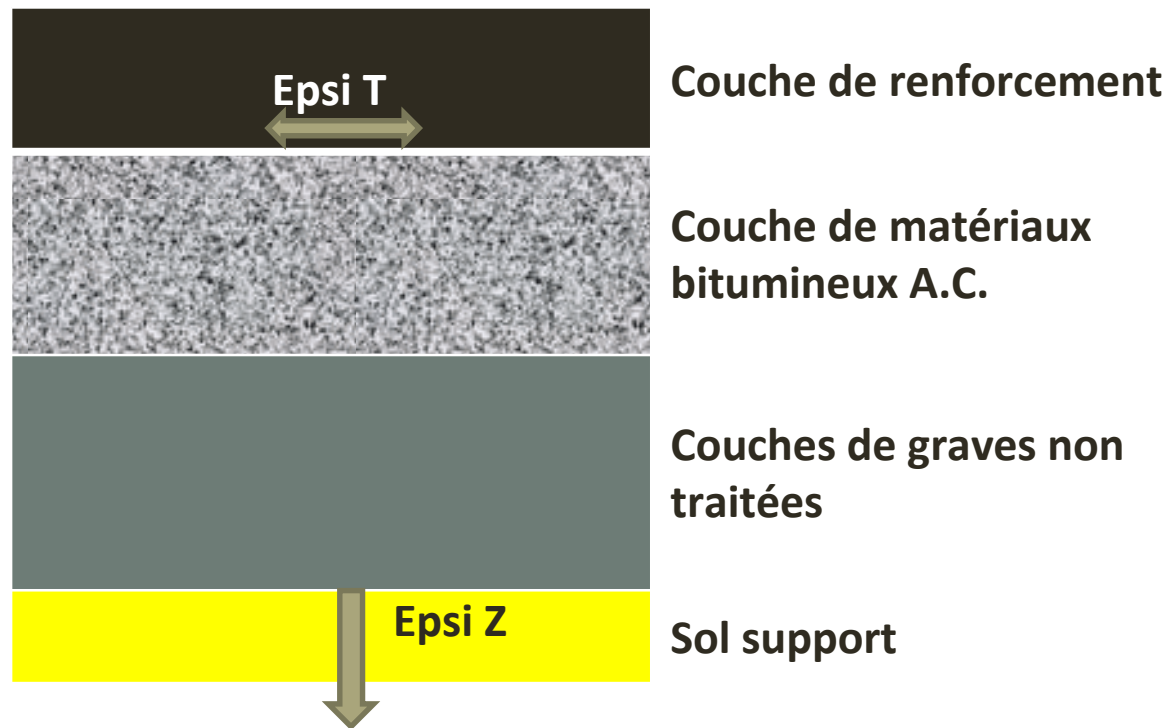 Epsi T
Couche de renforcement
Couche de matériaux
bitumineux A.C.
Couches de graves non
traitées
Epsi Z
Sol support